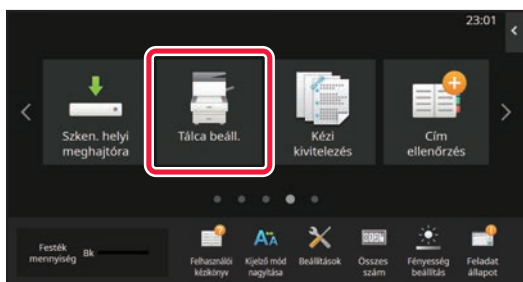 23:01
Szken. helyi
meghajtóra
Tálca beáll.
Kézi
kivitelezés
Cím
ellenőrzés
Festék
mennyiség
Bk
Felhasználói
kézikönyv
Kijelző mód
nagyítása
Beállítások
Összes
szám
Fényesség
beállítás
Feladat
állapot